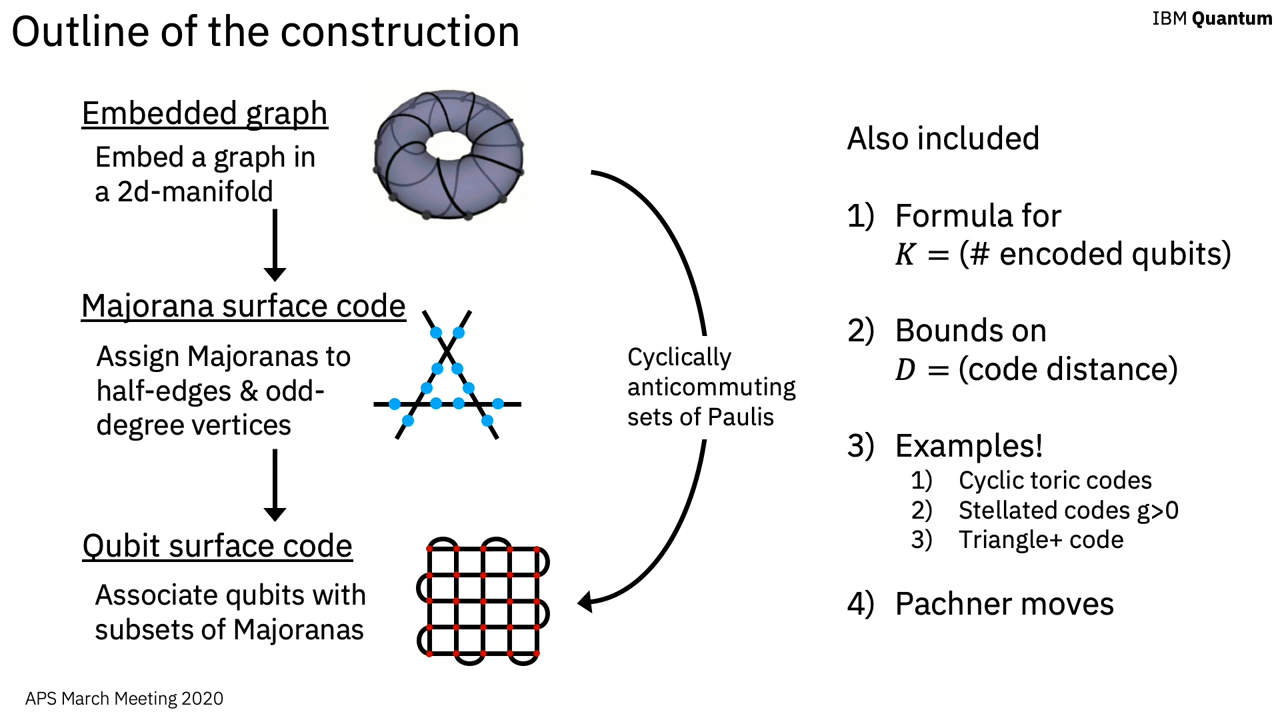 Outline of the construction
IBM Quantum
Embedded graph
Embed a graph in
a 2d-manifold
Majorana surface code
Assign Majoranas to
half-edges & odd-
degree vertices
Qubit surface code
Associate qubits with
subsets of Majoranas
Cyclically
anticommuting
sets of Paulis
Also included
1) Formula for
K = (# encoded qubits)
2) Bounds on
D = (code distance)
3) Examples!
1) Cyclic toric codes
2) Stellated codes g>0
3) Triangle+ code
4) Pachner moves
APS March Meeting 2020